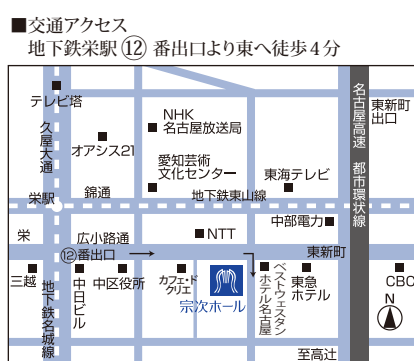 ■交通アクセス
地下鉄栄駅⑫番出口より東へ徒歩4分
テレビ塔
久屋大通
オアシス21
NHK
名古屋放送局
愛知芸術
文化センター
東海テレビ
名古屋高速 都市環状線
東新町
出口
栄駅
錦通
地下鉄東山線
中部電力
栄
広小路通
NTT
東新町
⑫番出口
三越
地下鉄名城線
中日ビル
中区役所
カフェ・ド
クリエ
宗次ホール
ベストウェスタン
ホテル名古屋
東急
ホテル
CBC
N
至高辻